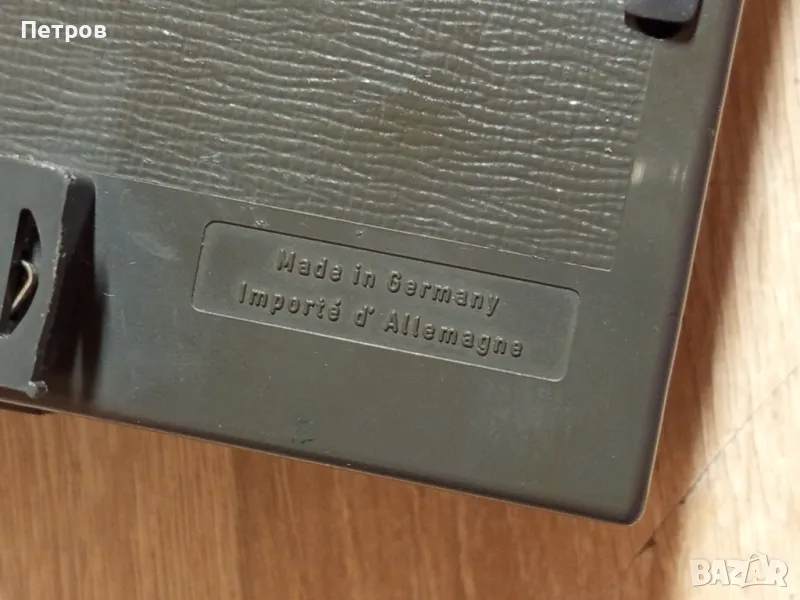 Петров
Made in Germany
Importé d'Allemagne
BAZAR